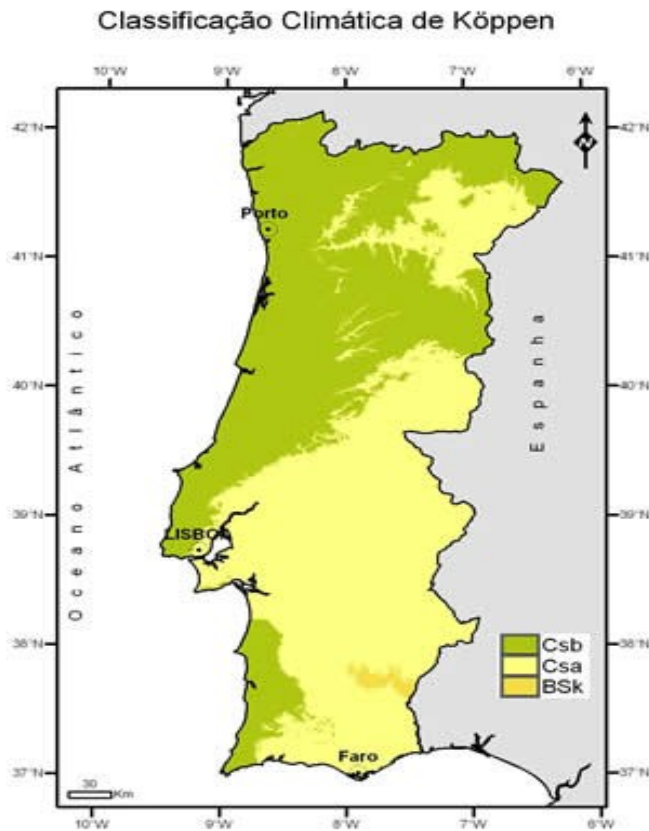 Classificação Climática de Köppen
10°W 9°W 8°W 7°W 6°W
42°N 42°N
N
Porto
41°N 41°N
Oceano Atlântico
Espanha
40°N 40°N
39°N 39°N
LISBOA
38°N 38°N
Csb
Csa
BSk
Faro
37°N 37°N
30
Km
10°W 9°W 8°W 7°W 6°W